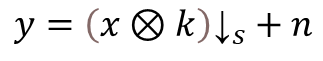 y = (x ⊗ k)↓ₛ + n